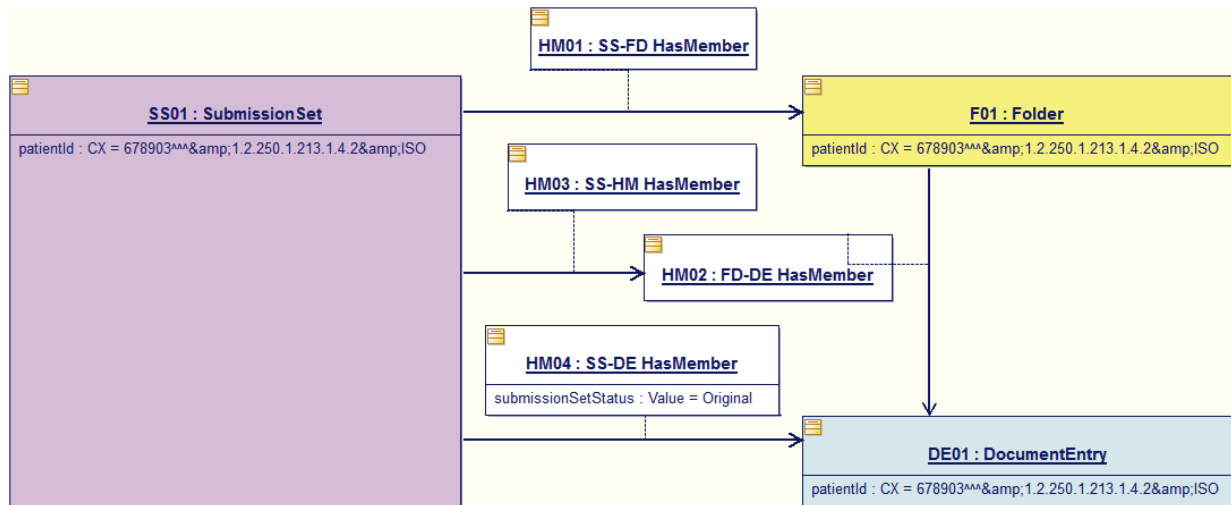 HM01 : SS-FD HasMember
SS01 : SubmissionSet
patientId : CX = 678903^^^&amp;1.2.250.1.213.1.4.2&amp;ISO
F01 : Folder
patientId : CX = 678903^^^&amp;1.2.250.1.213.1.4.2&amp;ISO
HM03 : SS-HM HasMember
HM02 : FD-DE HasMember
HM04 : SS-DE HasMember
submissionSetStatus : Value = Original
DE01 : DocumentEntry
patientId : CX = 678903^^^&amp;1.2.250.1.213.1.4.2&amp;ISO